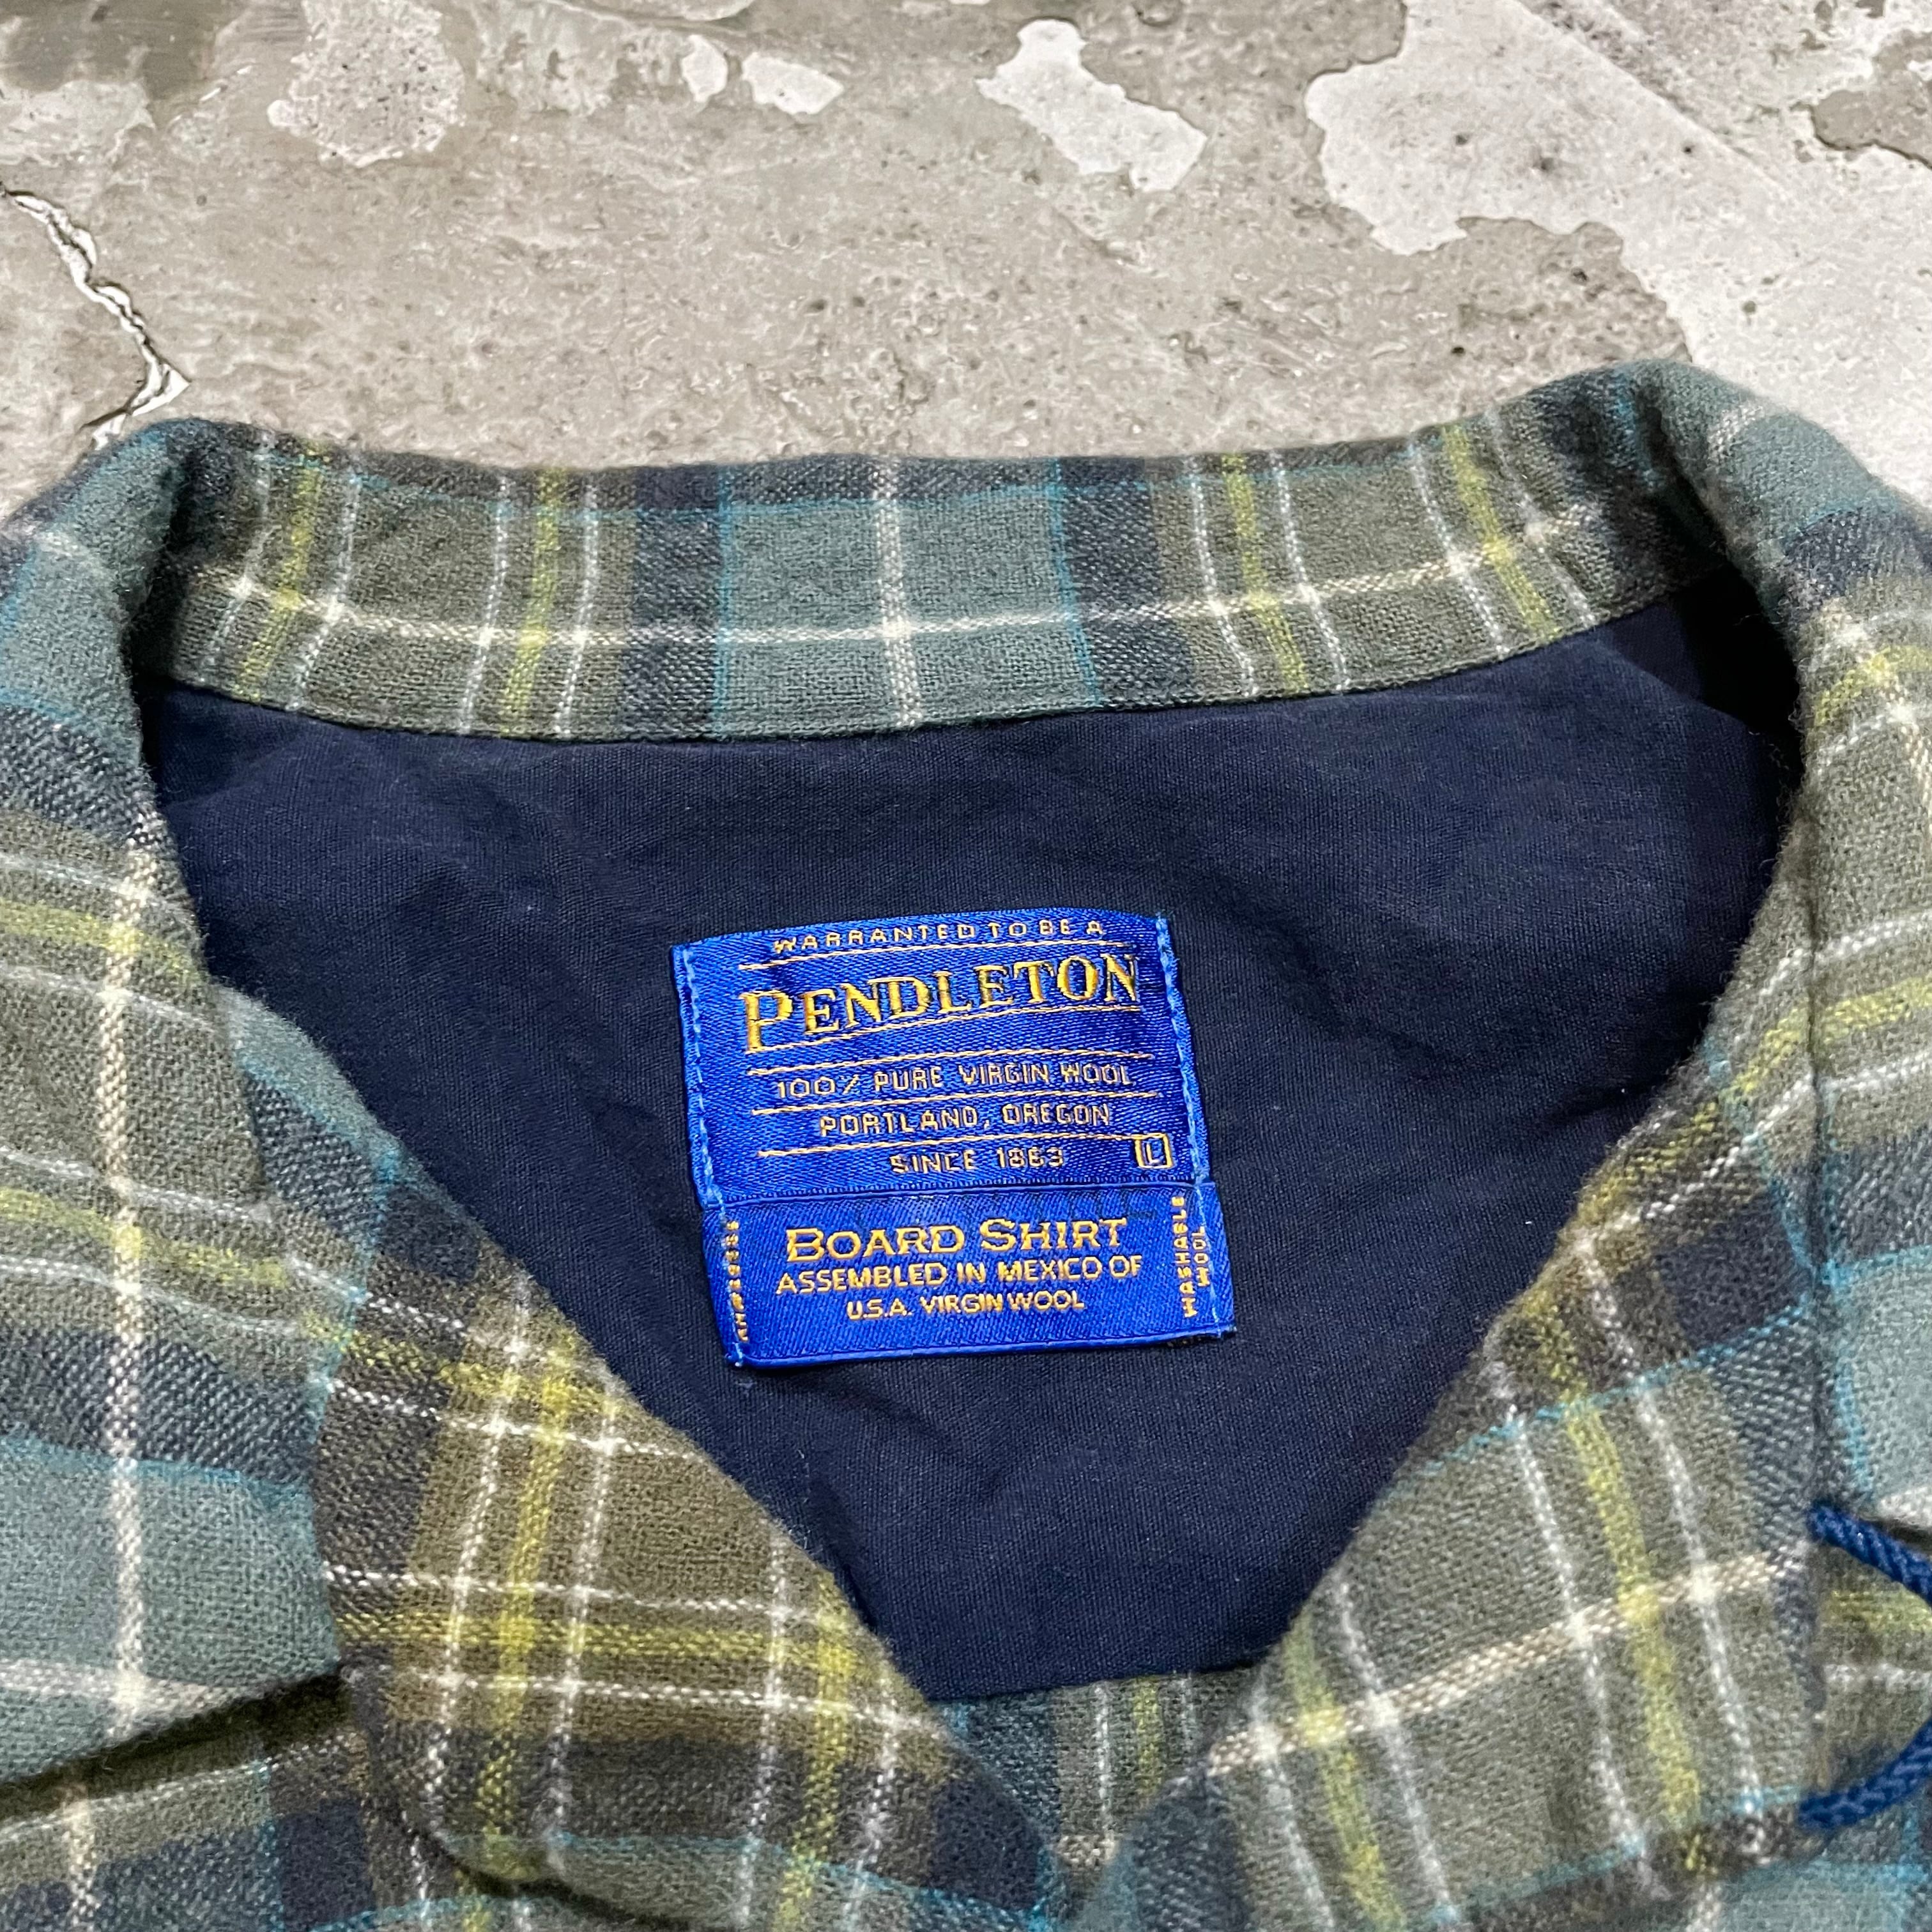 WARRANTED TO BE A
PENDLETON
100% PURE VIRGIN WOOL
PORTLAND, OREGON
SINCE 1863
L
BOARD SHIRT
ASSEMBLED IN MEXICO OF
U.S.A. VIRGIN WOOL
WASHABLE
WOOL